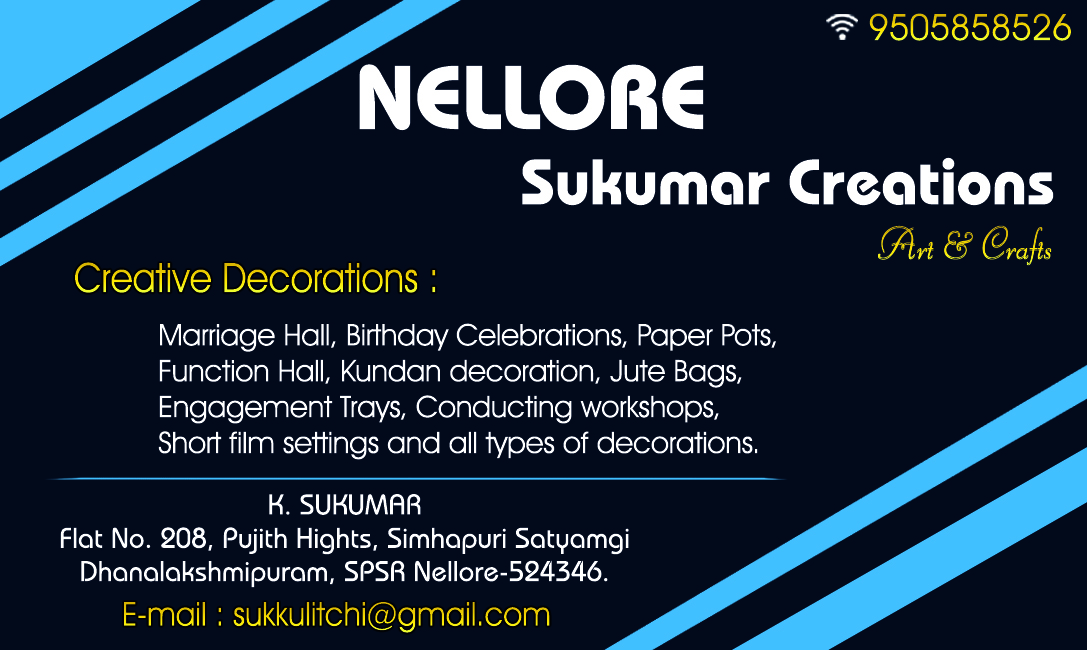 9505858526
NELLORE
Sukumar Creations
Art & Crafts
Creative Decorations :
Marriage Hall, Birthday Celebrations, Paper Pots,
Function Hall, Kundan decoration, Jute Bags,
Engagement Trays, Conducting workshops,
Short film settings and all types of decorations.
K. SUKUMAR
Flat No. 208, Pujith Hights, Simhapuri Satyamgi
Dhanalakshmipuram, SPSR Nellore-524346.
E-mail : sukkulitchi@gmail.com